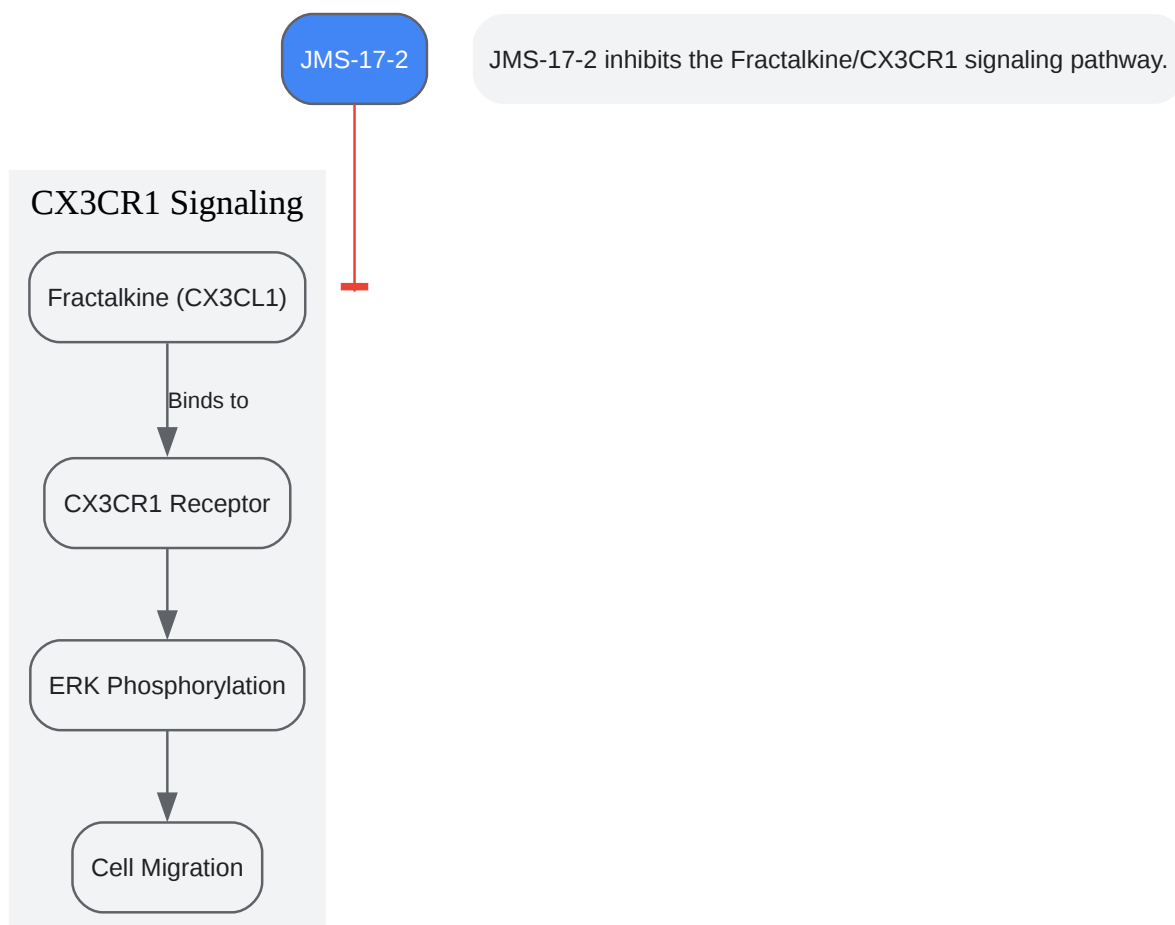 JMS-17-2
JMS-17-2 inhibits the Fractalkine/CX3CR1 signaling pathway.
CX3CR1 Signaling
Fractalkine (CX3CL1)
Binds to
CX3CR1 Receptor
ERK Phosphorylation
Cell Migration